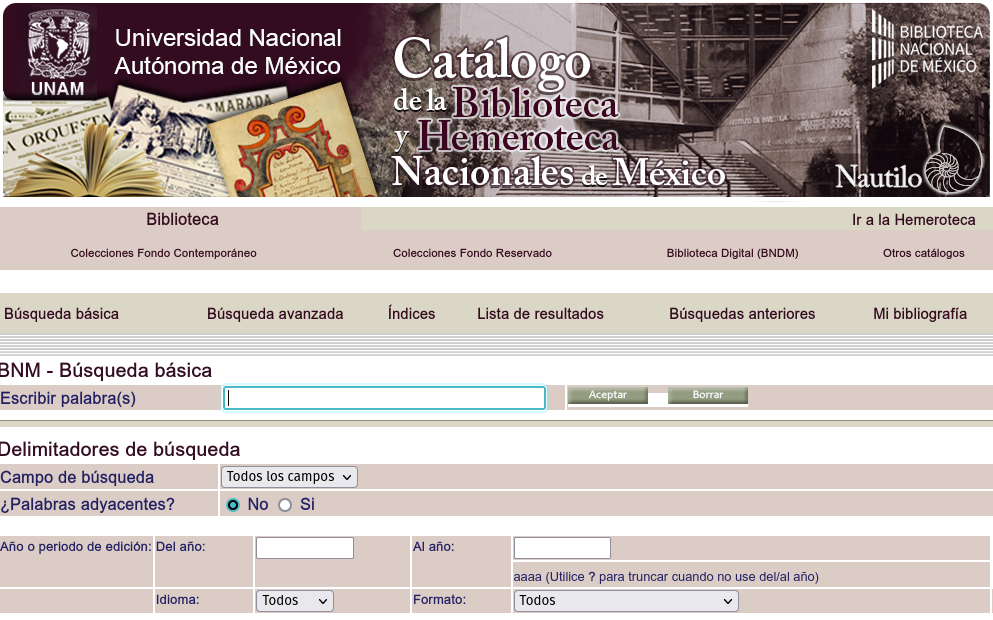 UNAM
Universidad Nacional
Autónoma de México
A ORQUESTA
CAMARADA
Catálogo
de la Biblioteca
y Hemeroteca
Nacionales de México
BIBLIOTECA
NACIONAL
DE MÉXICO
Nautilo
Biblioteca
Ir a la Hemeroteca
Colecciones Fondo Contemporáneo
Colecciones Fondo Reservado
Biblioteca Digital (BNDM)
Otros catálogos
Búsqueda básica
Búsqueda avanzada
Índices
Lista de resultados
Búsquedas anteriores
Mi bibliografía
BNM - Búsqueda básica
Escribir palabra(s)
Aceptar
Borrar
Delimitadores de búsqueda
Campo de búsqueda
Todos los campos
¿Palabras adyacentes?
No
Si
Año o periodo de edición:
Del año:
Al año:
aaaa (Utilice ? para truncar cuando no use del/al año)
Idioma:
Todos
Formato:
Todos